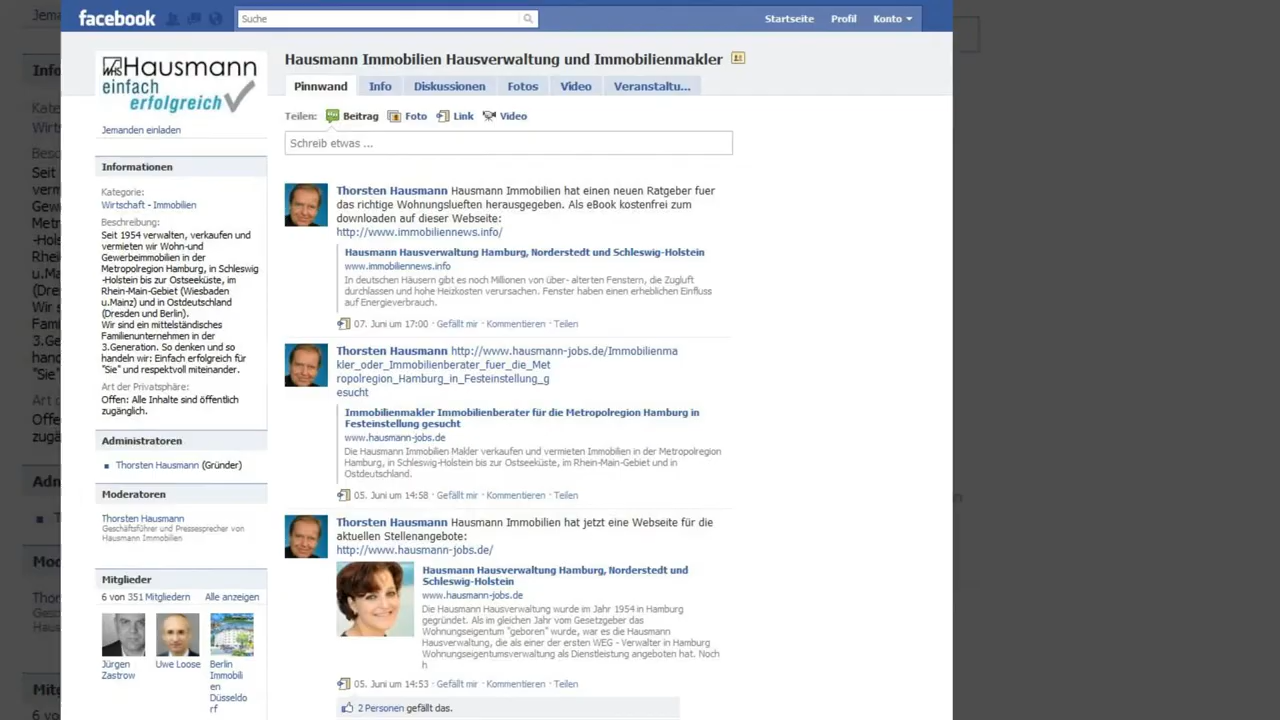 facebook
Suche
Startseite Profil Konto
Hausmann
einfach
erfolgreich
Jemanden einladen
Informationen
Kategorie:
Wirtschaft - Immobilien
Beschreibung:
Seit 1954 verwalten, verkaufen und
vermieten wir Wohn-und
Gewerbeimmobilien in der
Metropolregion Hamburg, in Schleswig
-Holstein bis zur Ostseeküste, im
Rhein-Main-Gebiet (Wiesbaden
u.Mainz) und in Ostdeutschland
(Dresden und Berlin).
Wir sind ein mittelständisches
Familienunternehmen in der
3.Generation. So denken und so
handeln wir: Einfach erfolgreich für
"Sie" und respektvoll miteinander.
Art der Privatsphäre:
Offen: Alle Inhalte sind öffentlich
zugänglich.
Administratoren
Thorsten Hausmann (Gründer)
Moderatoren
Thorsten Hausmann
Geschäftsführer und Pressesprecher von
Hausmann Immobilien
Mitglieder
6 von 351 Mitgliedern Alle anzeigen
Jürgen
Zastrow
Uwe Loose
Berlin
Immobili
en
Düsseldo
rf
Hausmann Immobilien Hausverwaltung und Immobilienmakler
Pinnwand Info Diskussionen Fotos Video Veranstaltu...
Teilen: Beitrag Foto Link Video
Schreib etwas ...
Thorsten Hausmann Hausmann Immobilien hat einen neuen Ratgeber fuer
das richtige Wohnungslueften herausgegeben. Als eBook kostenfrei zum
downloaden auf dieser Webseite:
http://www.immobiliennews.info/
Hausmann Hausverwaltung Hamburg, Norderstedt und Schleswig-Holstein
www.immobiliennews.info
In deutschen Häusern gibt es noch Millionen von über- alterten Fenstern, die Zugluft
durchlassen und hohe Heizkosten verursachen. Fenster haben einen erheblichen Einfluss
auf Energieverbrauch.
07. Juni um 17:00 · Gefällt mir · Kommentieren · Teilen
Thorsten Hausmann http://www.hausmann-jobs.de/Immobilienma
kler_oder_Immobilienberater_fuer_die_Met
ropolregion_Hamburg_in_Festeinstellung_g
esucht
Immobilienmakler Immobilienberater für die Metropolregion Hamburg in
Festeinstellung gesucht
www.hausmann-jobs.de
Die Hausmann Immobilien Makler verkaufen und vermieten Immobilien in der Metropolregion
Hamburg, in Schleswig-Holstein bis zur Ostseeküste, im Rhein-Main-Gebiet und in
Ostdeutschland.
05. Juni um 14:58 · Gefällt mir · Kommentieren · Teilen
Thorsten Hausmann Hausmann Immobilien hat jetzt eine Webseite für die
aktuellen Stellenangebote:
http://www.hausmann-jobs.de/
Hausmann Hausverwaltung Hamburg, Norderstedt und
Schleswig-Holstein
www.hausmann-jobs.de
Die Hausmann Hausverwaltung wurde im Jahr 1954 in Hamburg
gegründet. Als im gleichen Jahr vom Gesetzgeber das
Wohnungseigentum "geboren" wurde, war es die Hausmann
Hausverwaltung, die als einer der ersten WEG - Verwalter in Hamburg
Wohnungseigentumsverwaltung als Dienstleistung angeboten hat. Noch
h
05. Juni um 14:53 · Gefällt mir · Kommentieren · Teilen
2 Personen gefällt das.